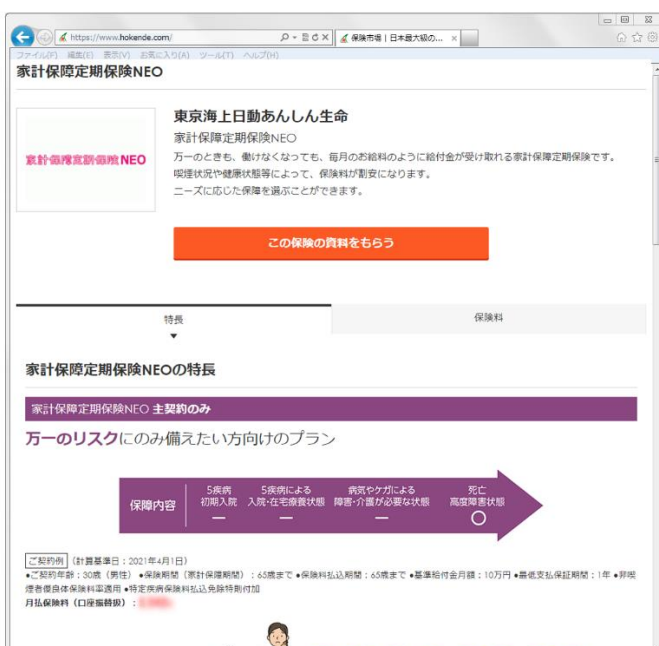 https://www.hokende.com/
保険市場 | 日本最大級の...
ファイル(F) 編集(E) 表示(V) お気に入り(A) ツール(T) ヘルプ(H)
家計保障定期保険NEO
家計保障定期保険NEO
東京海上日動あんしん生命
家計保障定期保険NEO
万一のときも、働けなくなっても、毎月のお給料のように給付金が受け取れる家計保障定期保険です。
喫煙状況や健康状態等によって、保険料が割安になります。
ニーズに応じた保障を選ぶことができます。
この保険の資料をもらう
特長
保険料
家計保障定期保険NEOの特長
家計保障定期保険NEO 主契約のみ
万一のリスクにのみ備えたい方向けのプラン
保障内容
5疾病 初期入院 ー
5疾病による 入院・在宅療養状態 ー
病気やケガによる 障害・介護が必要な状態 ー
死亡 高度障害状態 ○
ご契約例 (計算基準日:2021年4月1日)
●ご契約年齢:30歳(男性) ●保険期間(家計保障期間):65歳まで ●保険料払込期間:65歳まで ●基準給付金月額:10万円 ●最低支払保証期間:1年 ●非喫
煙者優良体保険料率適用 ●特定疾病保険料払込免除特則付加
月払保険料(口座振替扱):